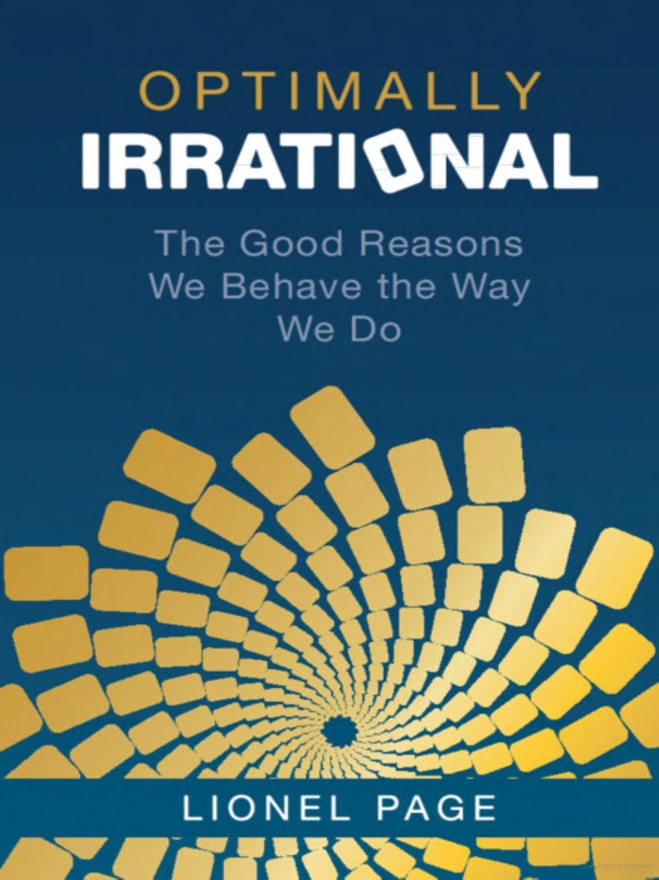 OPTIMALLY
IRRATIONAL
The Good Reasons
We Behave the Way
We Do
LIONEL PAGE